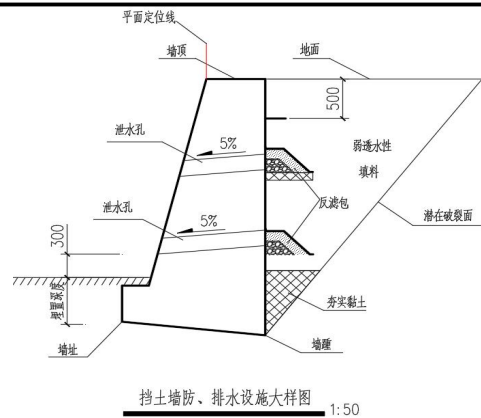 平面定位线
墙顶
地面
500
泄水孔
5%
弱透水性
填料
泄水孔
5%
反滤包
潜在破裂面
300
埋置深度
夯实黏土
墙址
墙踵
挡土墙防、排水设施大样图
1:50